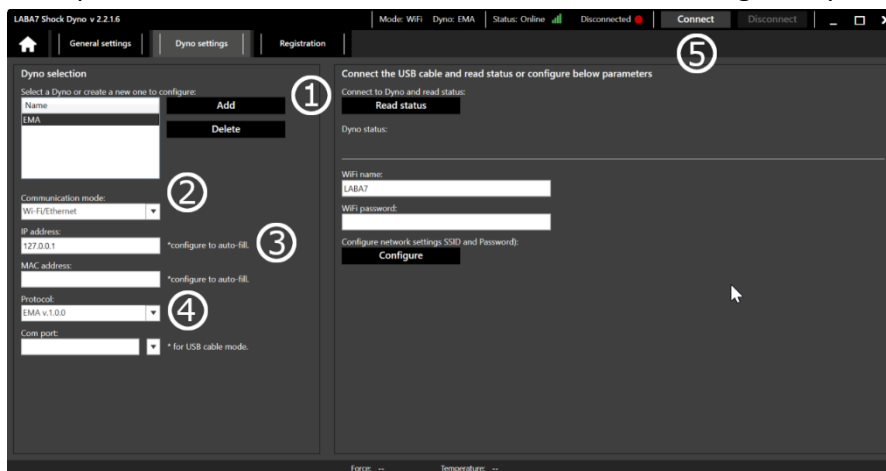 LABA7 Shock Dyno v 2.2.1.6
Mode: WiFi Dyno: EMA Status: Online Disconnected Connect Disconnect
General settings Dyno settings Registration
5
Dyno selection
Select a Dyno or create a new one to configure:
Name
EMA
Add
Delete
1
Communication mode:
Wi-Fi/Ethernet
2
IP address:
127.0.0.1 *configure to auto-fill.
3
MAC address:
*configure to auto-fill.
Protocol:
EMA v.1.0.0
4
Com port:
* for USB cable mode.
Connect the USB cable and read status or configure below parameters
Connect to Dyno and read status:
Read status
Dyno status:
WiFi name:
LABA7
WiFi password:
Configure network settings SSID and Password):
Configure
Force: -- Temperature: --